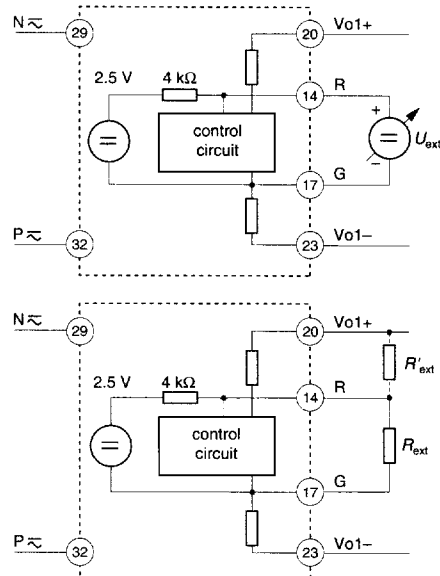 N≂ 29 20 Vo1+
2.5 V 4 kΩ 14 R
+
control
circuit
= = Uext
–
17 G
P≂ 32 23 Vo1–
N≂ 29 20 Vo1+
R'ext
2.5 V 4 kΩ 14 R
control
circuit
= Rext
17 G
P≂ 32 23 Vo1–